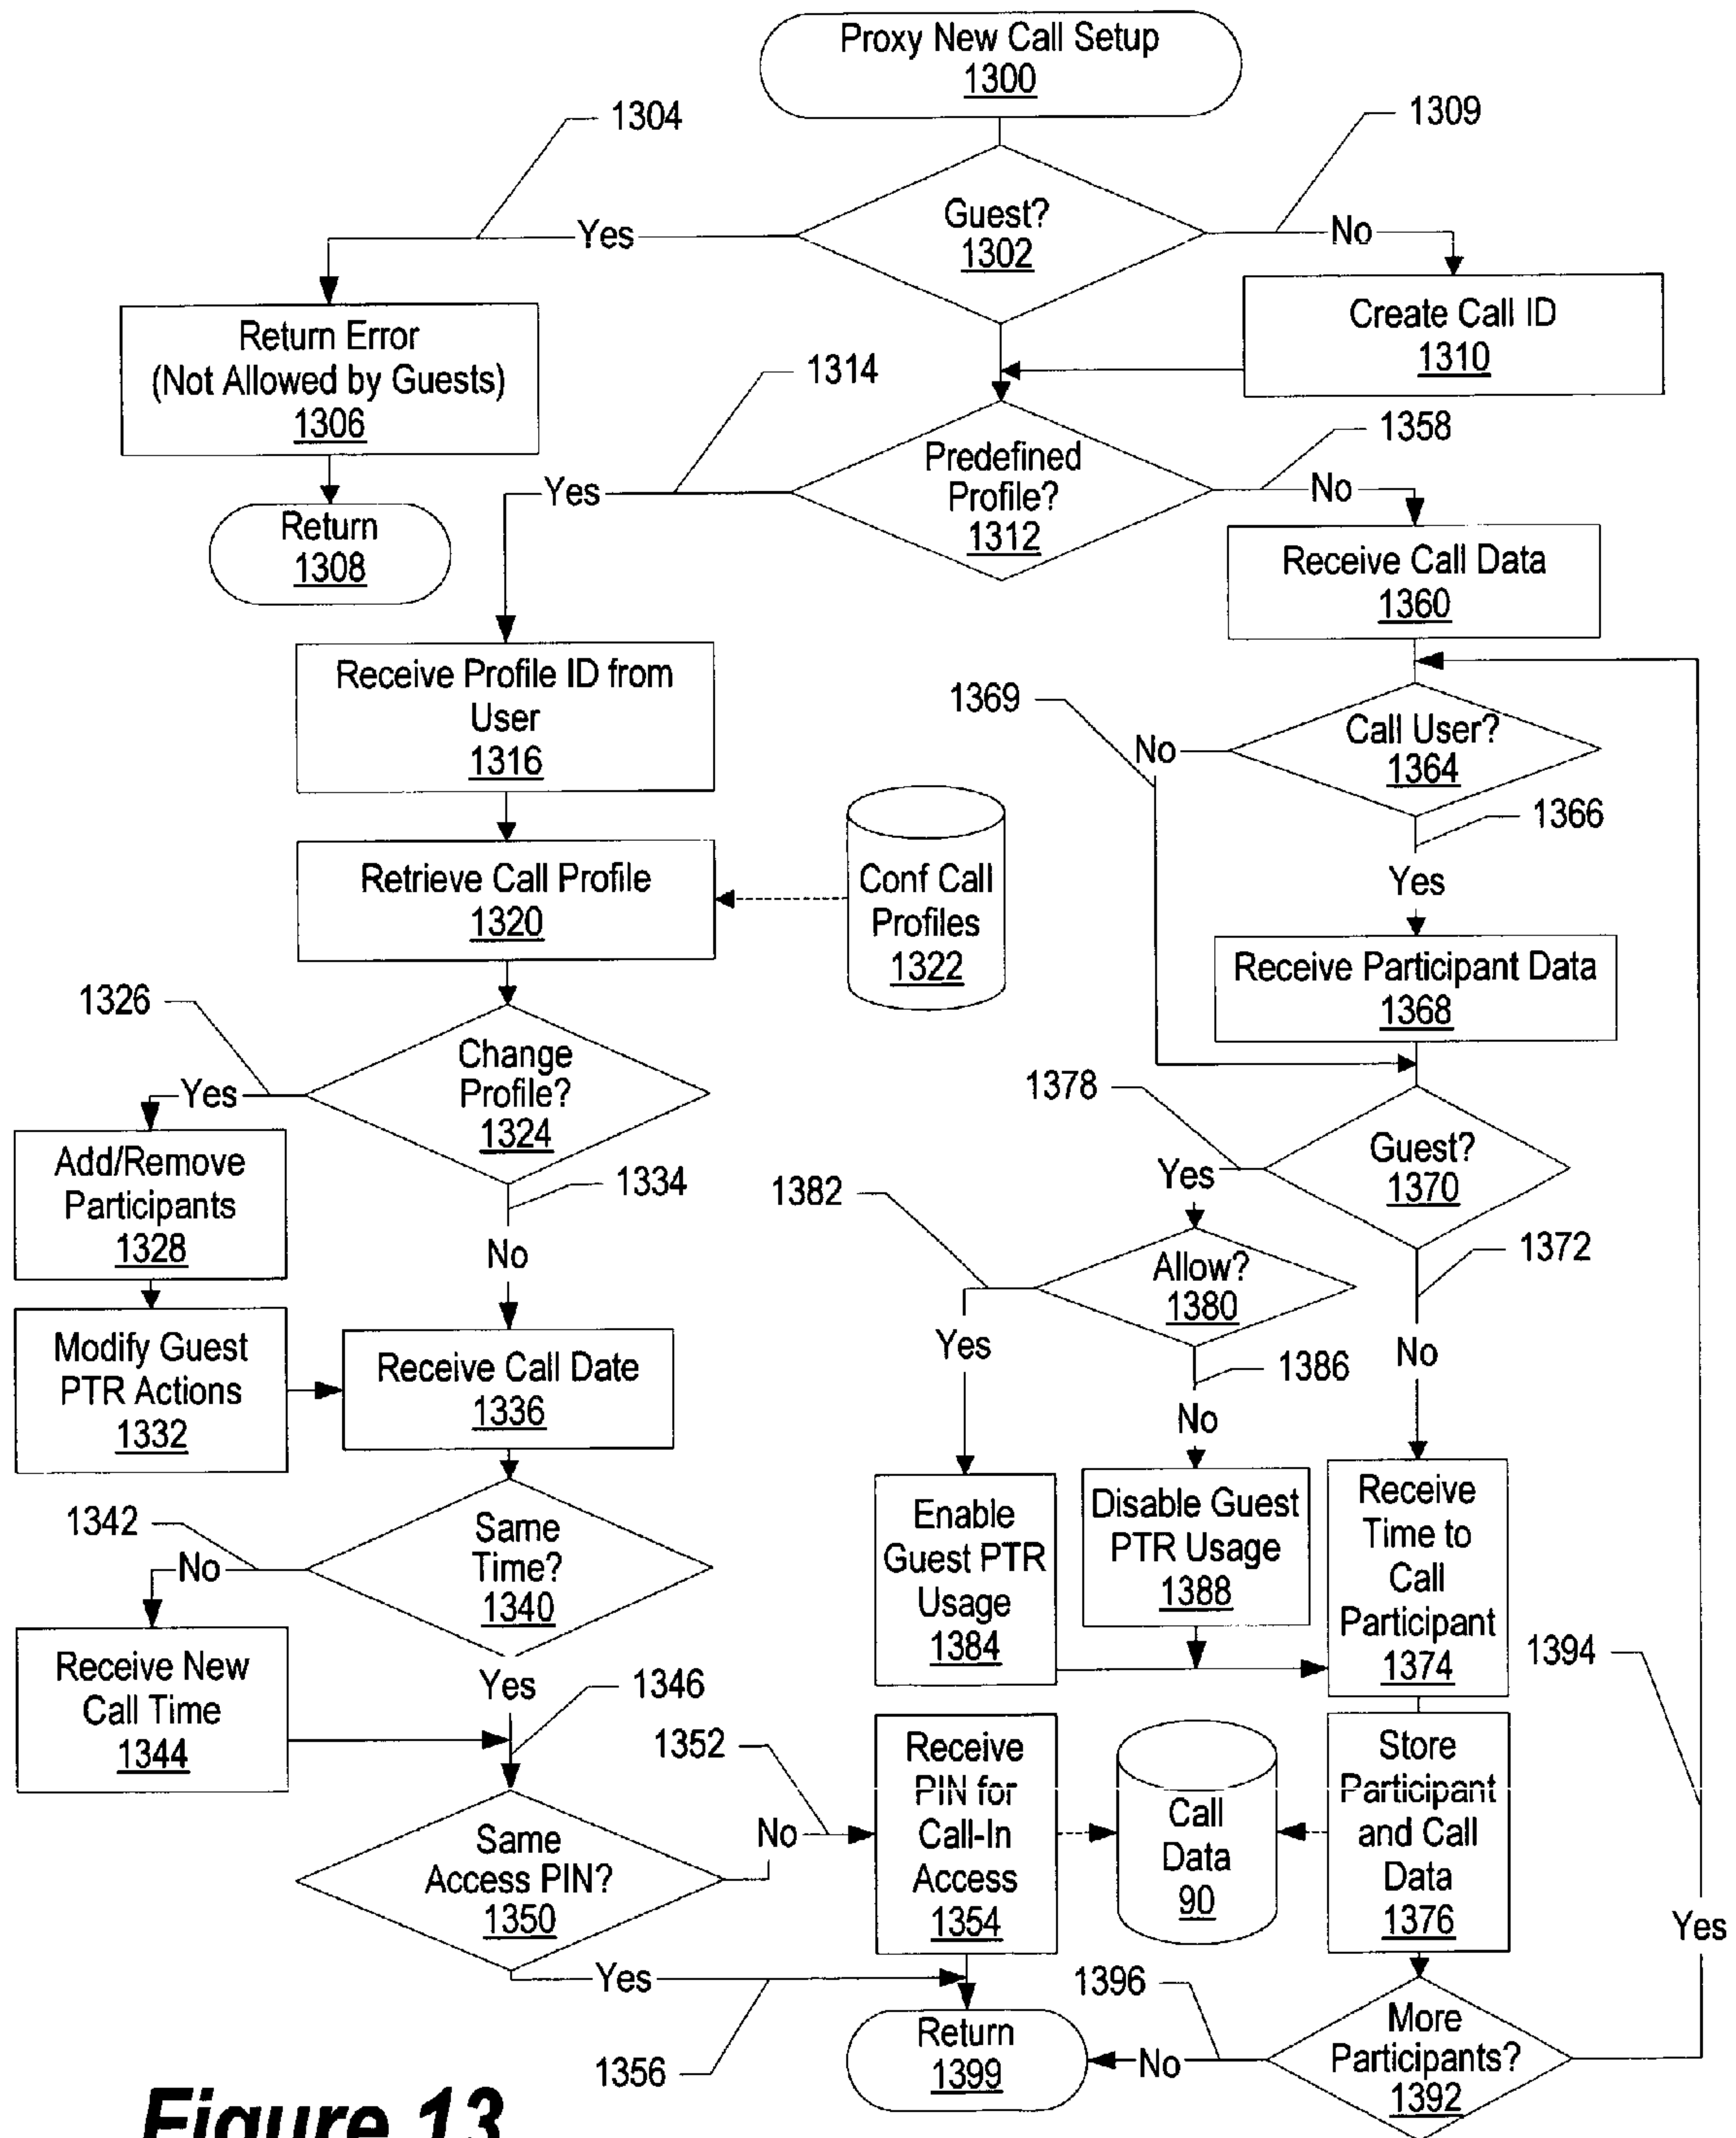 Proxy New Call Setup
1300
1304
1309
Guest?
1302
Yes
No
Return Error
(Not Allowed by Guests)
1306
Create Call ID
1310
1314
Return
1308
Predefined
Profile?
1312
Yes
1358
No
Receive Call Data
1360
Receive Profile ID from
User
1316
1369
Call User?
1364
No
1366
Yes
Retrieve Call Profile
1320
Conf Call
Profiles
1322
Receive Participant Data
1368
1326
Change
Profile?
1324
Yes
1334
No
1378
Guest?
1370
Yes
1372
No
Add/Remove
Participants
1328
1382
Allow?
1380
Yes
1386
No
Modify Guest
PTR Actions
1332
Receive Call Date
1336
1342
Same
Time?
1340
No
Enable
Guest PTR
Usage
1384
Disable Guest
PTR Usage
1388
Receive
Time to
Call
Participant
1374
1394
Receive New
Call Time
1344
Yes
1346
1352
Same
Access PIN?
1350
No
Receive
PIN for
Call-In
Access
1354
Call
Data
90
Store
Participant
and Call
Data
1376
Yes
Yes
1356
1396
Return
1399
No
More
Participants?
1392
Figure 13